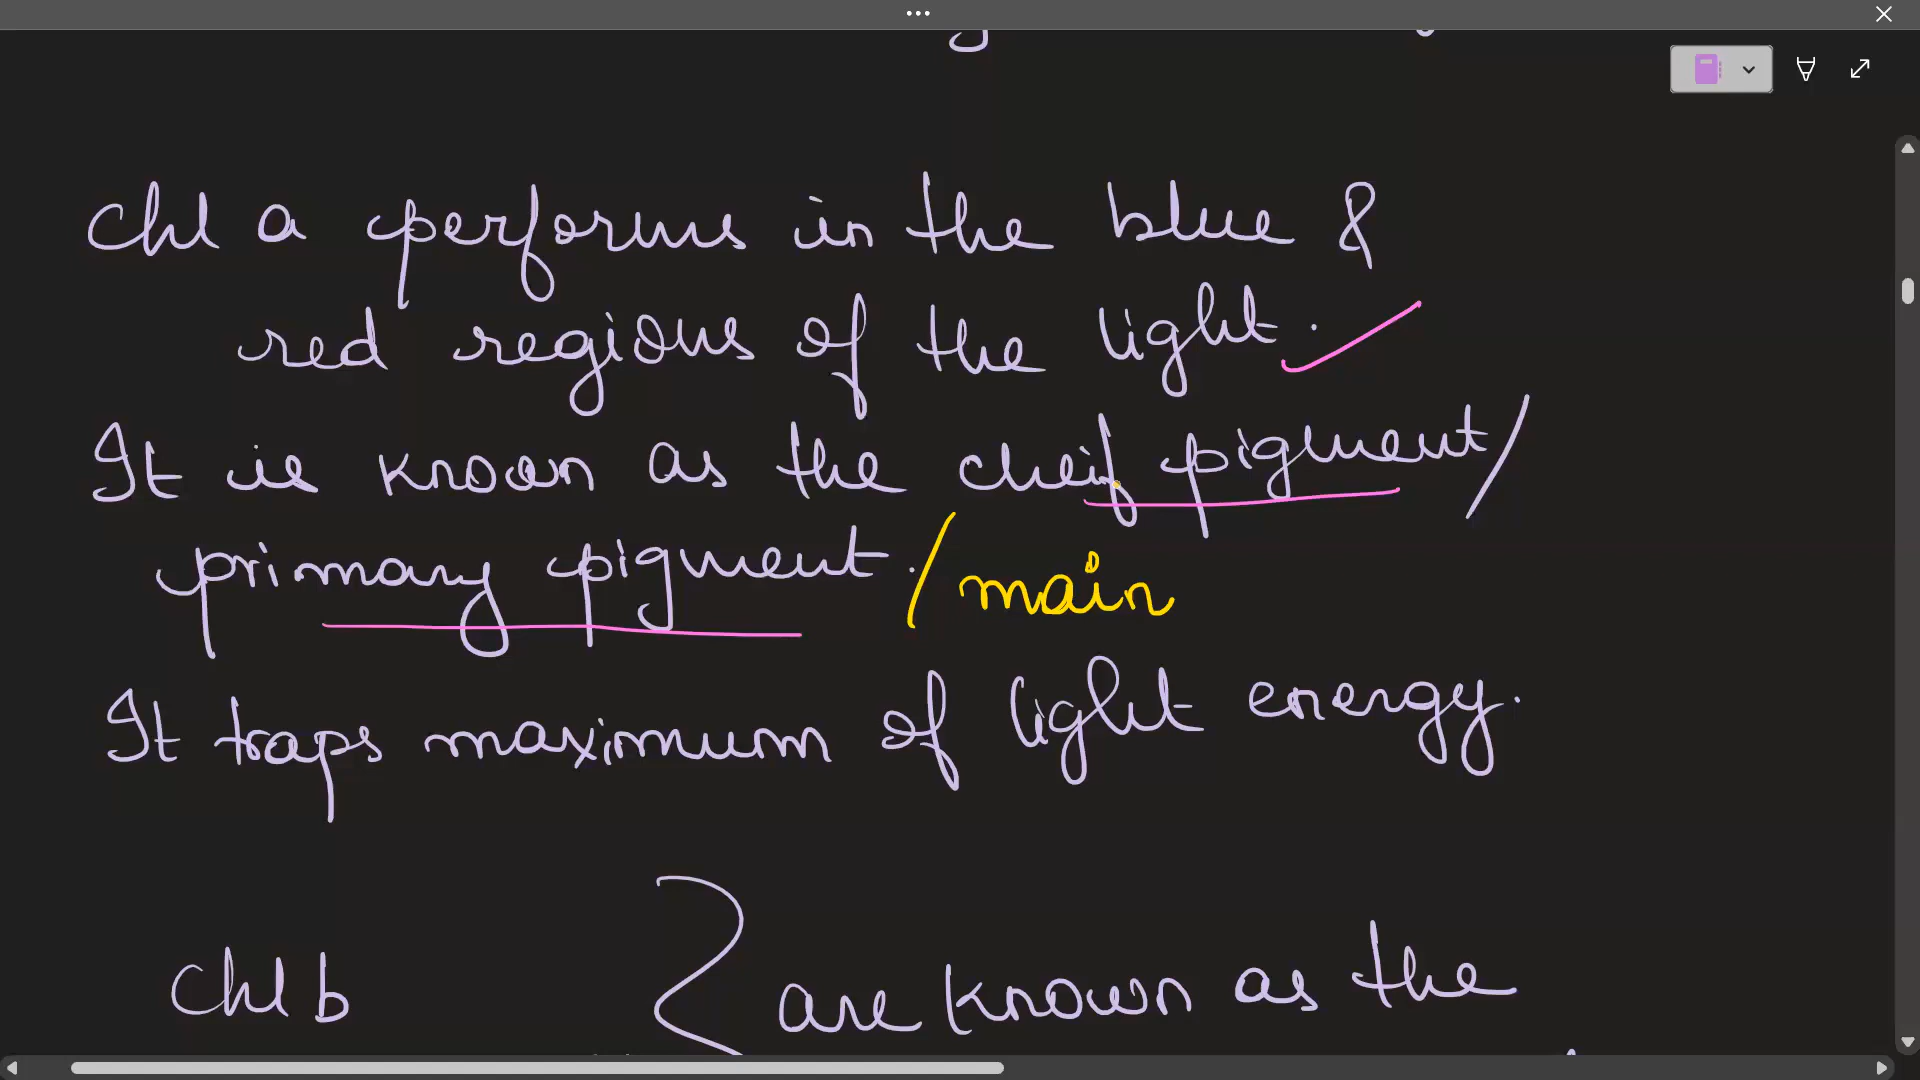 Chl a performs in the blue &
red regions of the light.
It is known as the cheif pigment/
primary pigment. / main
It traps maximum of light energy.
Chl b
are known as the